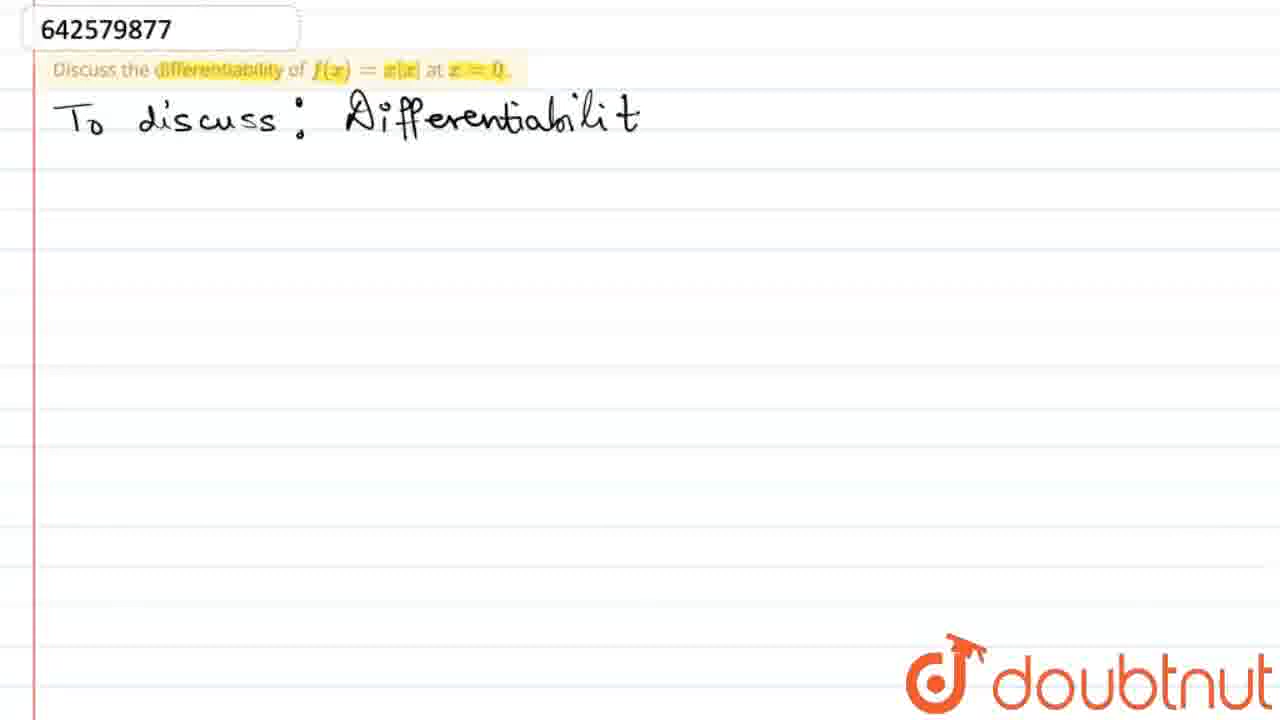 642579877
Discuss the differentiability of f(x) = x|x| at x = 0.
To discuss: Differentiabilit
doubtnut